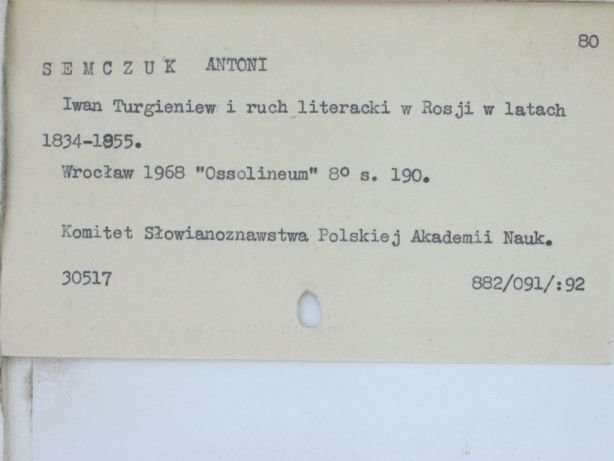 80
SEMCZUK ANTONI
Iwan Turgieniew i ruch literacki w Rosji w latach
1834-1855.
Wrocław 1968 "Ossolineum" 8º s. 190.
Komitet Słowianoznawstwa Polskiej Akademii Nauk.
30517
882/091/:92